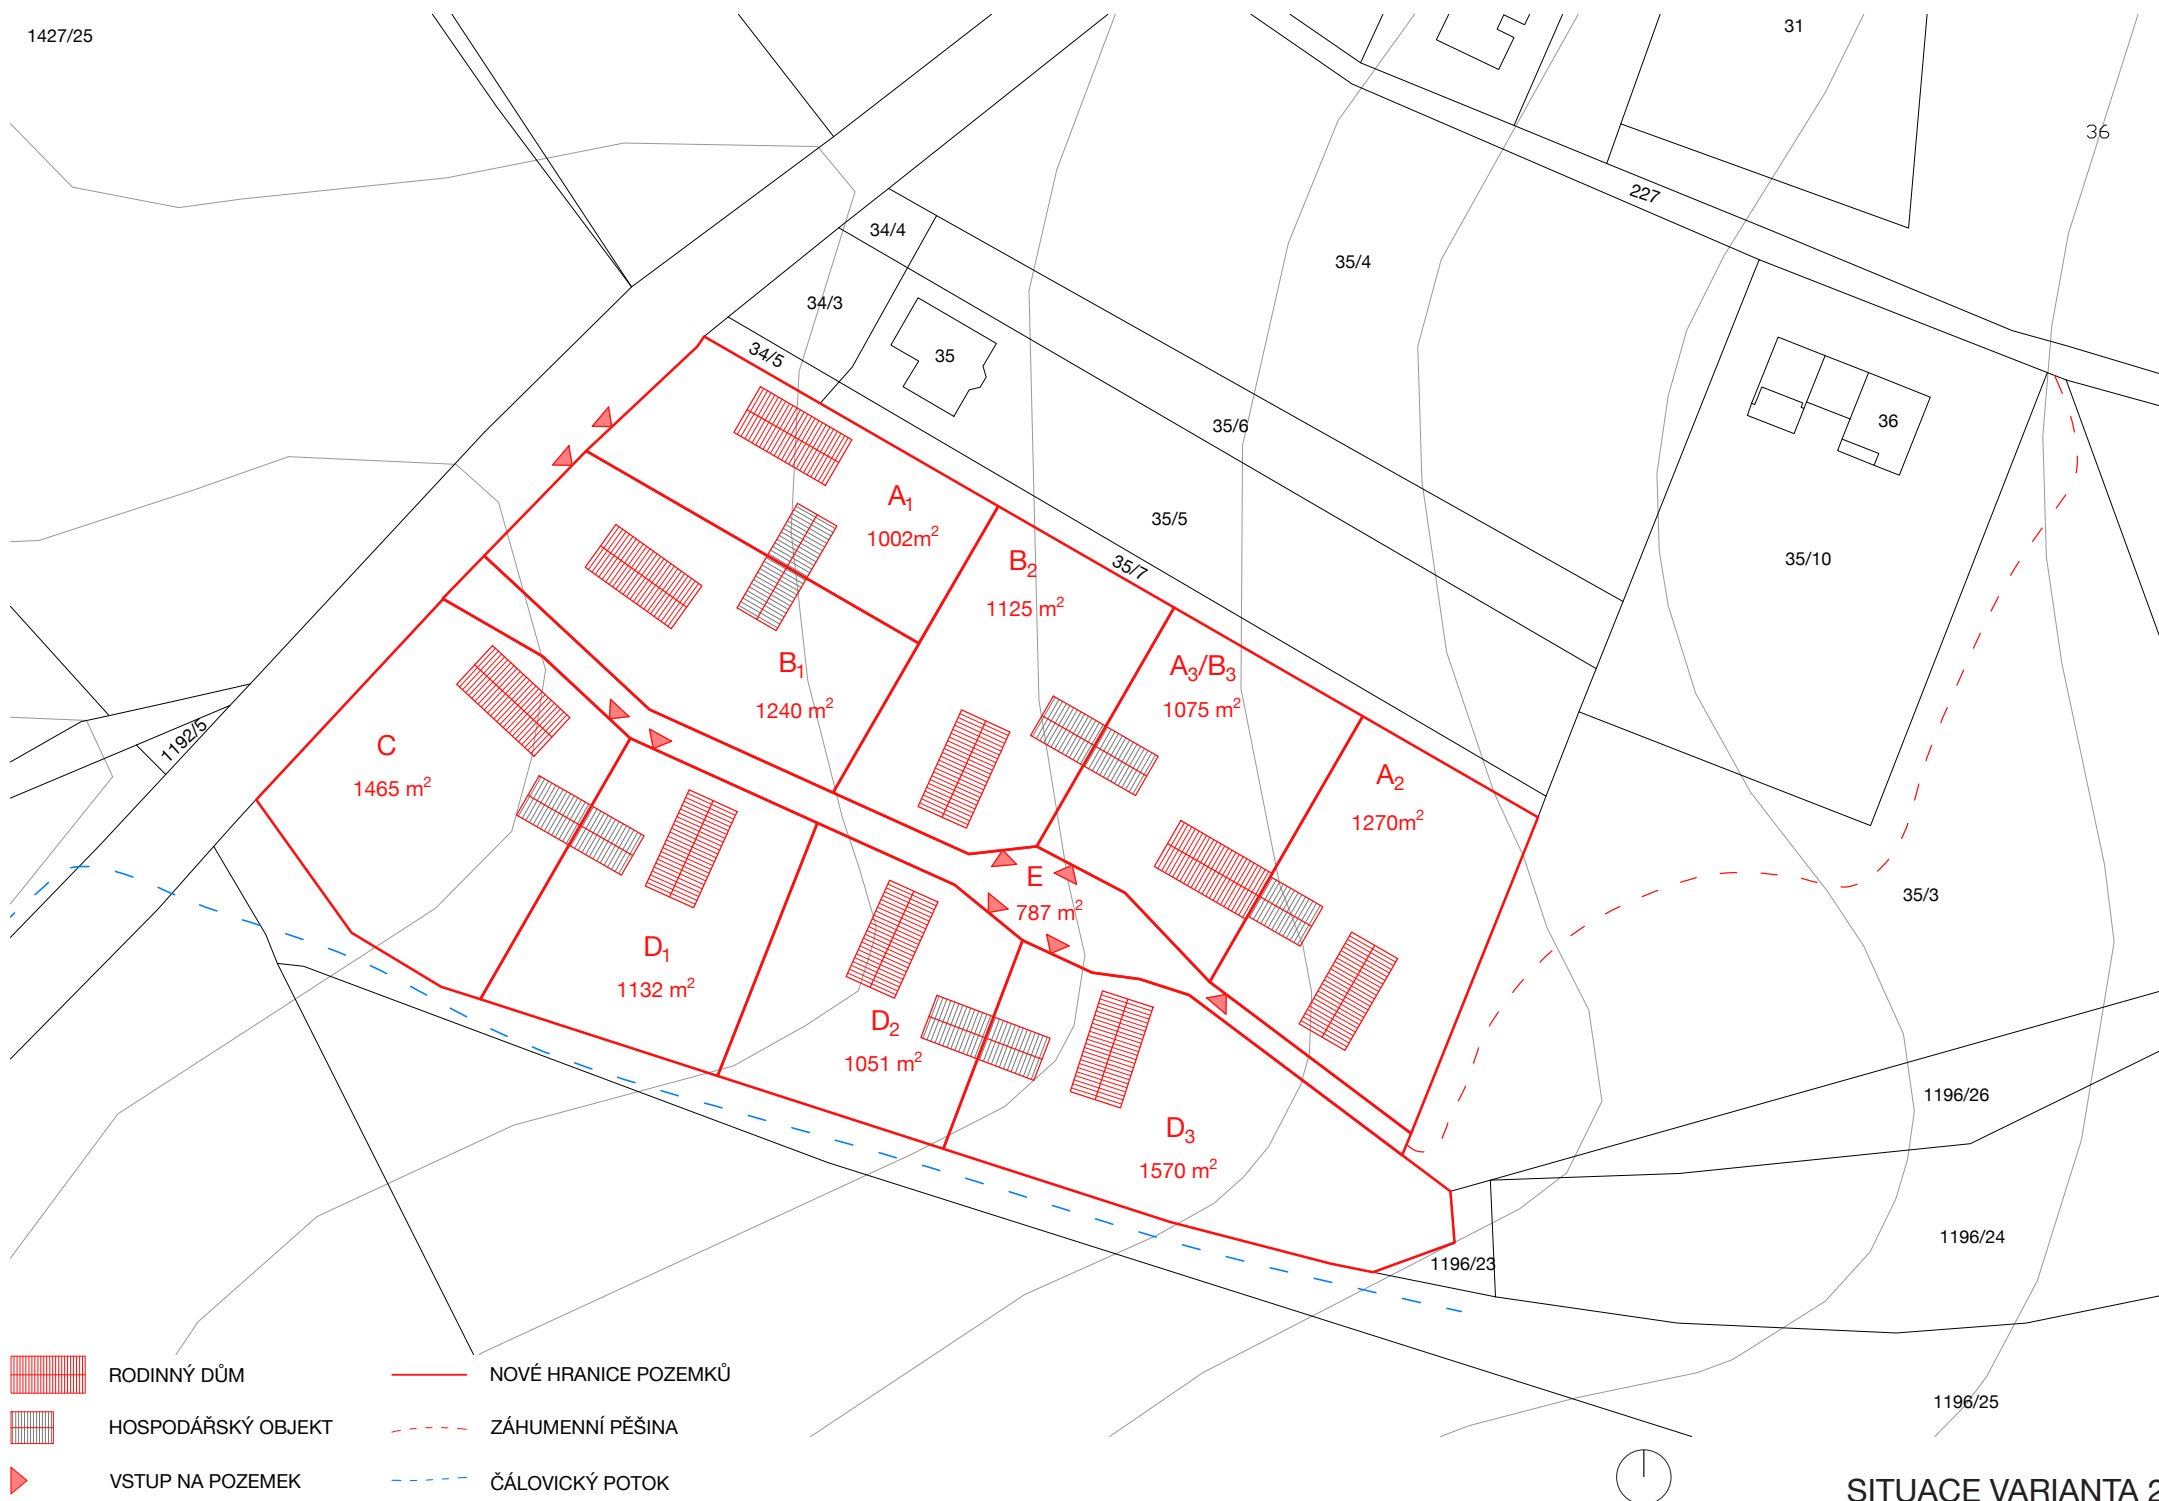 1427/25
31
36
227
34/4
35/4
34/3
34/5
35
35/6
36
A1
1002m²
35/5
B2
35/7
35/10
1125 m²
B1
A3/B3
1240 m²
1075 m²
1192/5
C
1465 m²
A2
1270m²
E
787 m²
35/3
D1
1132 m²
D2
1051 m²
1196/26
D3
1570 m²
1196/24
1196/23
1196/25
RODINNÝ DŮM
NOVÉ HRANICE POZEMKŮ
HOSPODÁŘSKÝ OBJEKT
ZÁHUMENNÍ PĚŠINA
VSTUP NA POZEMEK
ČÁLOVICKÝ POTOK
SITUACE VARIANTA 2